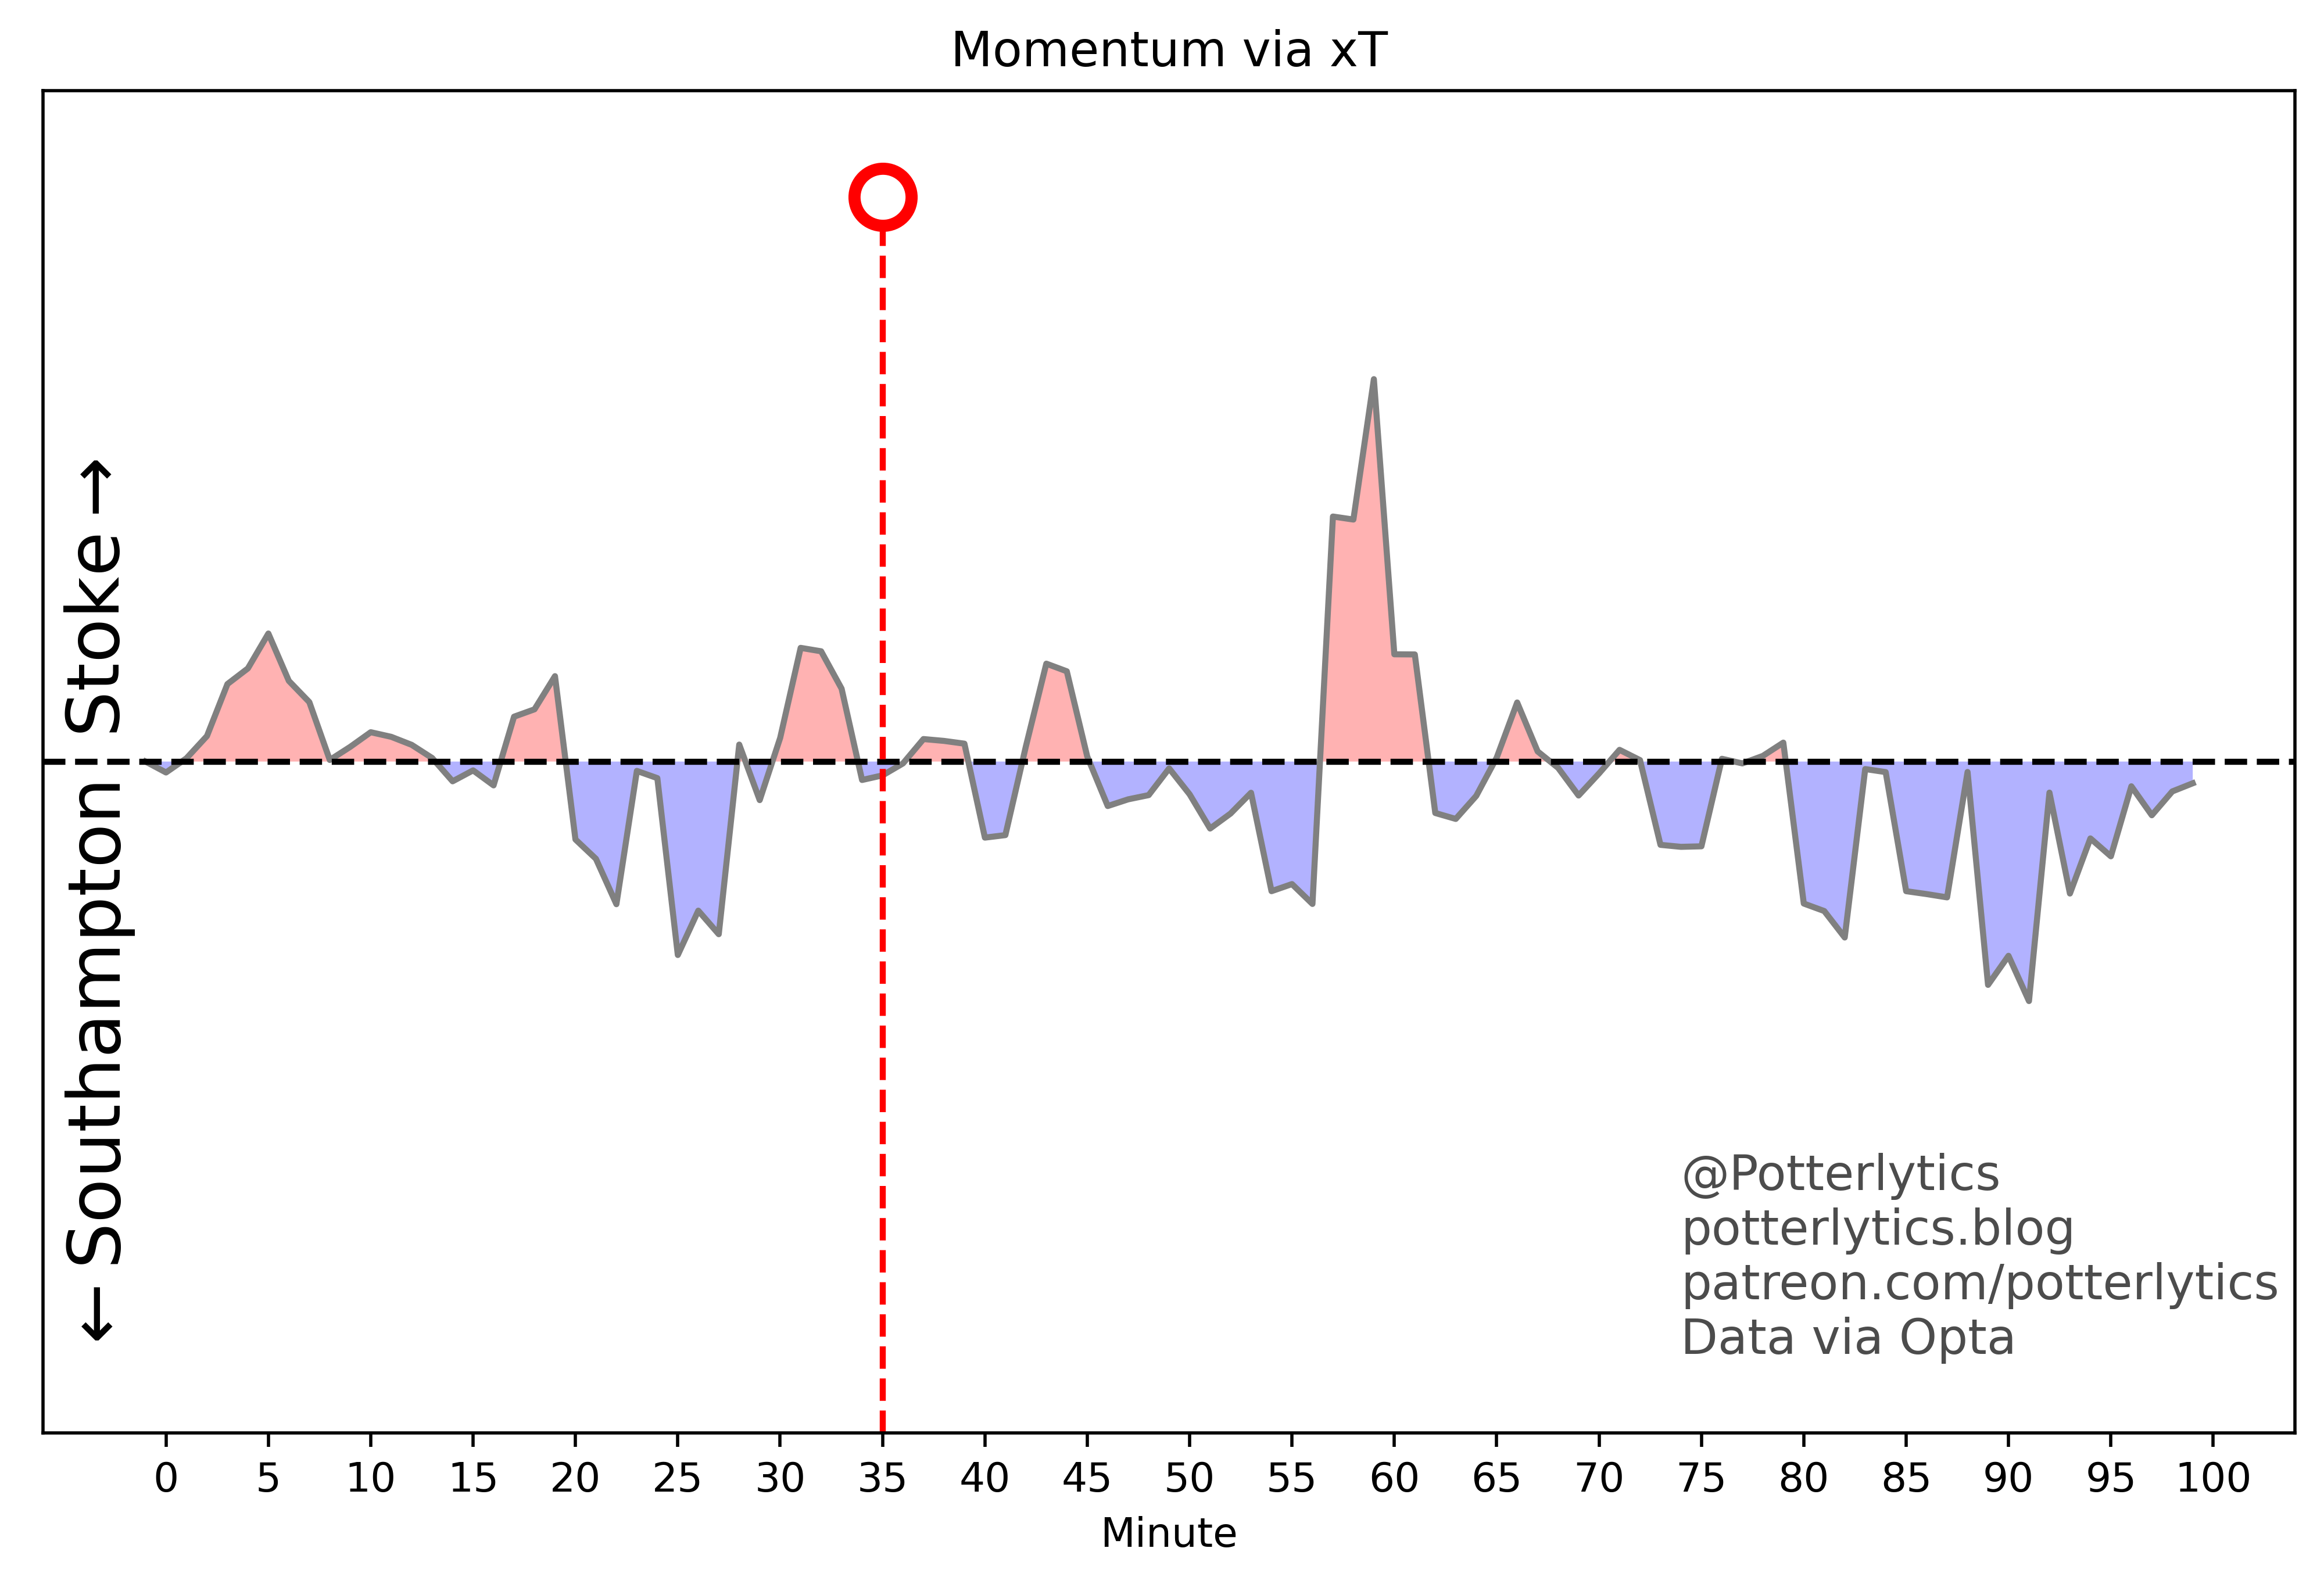 Momentum via xT
Stoke→
←Southampton
@Potterlytics
potterlytics.blog
patreon.com/potterlytics
Data via Opta
0 5 10 15 20 25 30 35 40 45 50 55 60 65 70 75 80 85 90 95 100
Minute